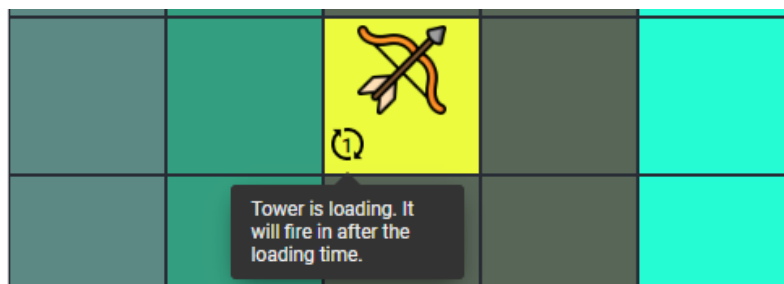 1
Tower is loading. It
will fire in after the
loading time.